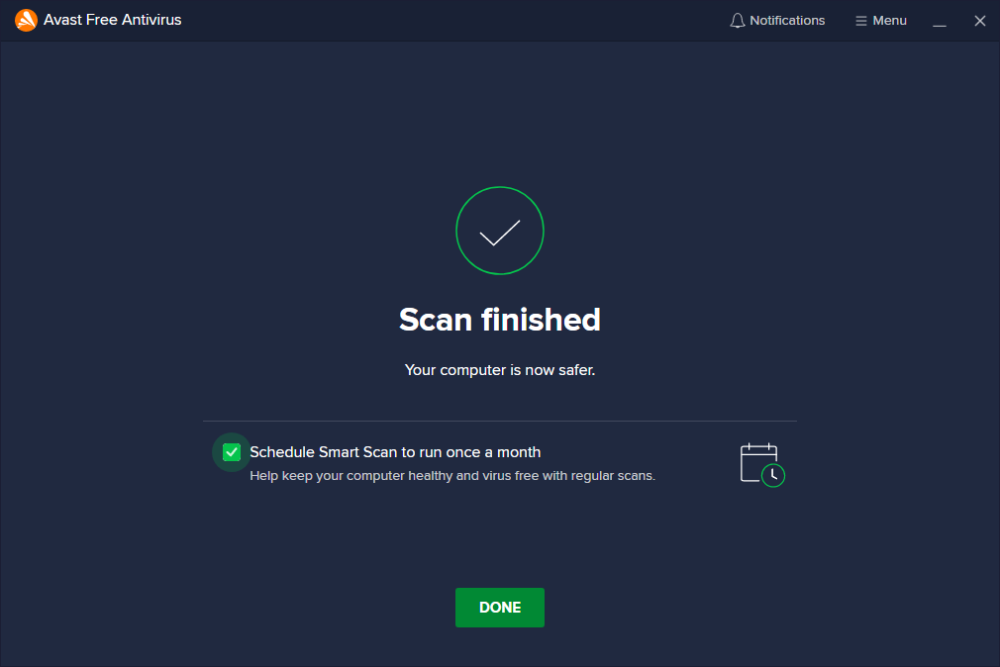 Avast Free Antivirus
Notifications
Menu
Scan finished
Your computer is now safer.
Schedule Smart Scan to run once a month
Help keep your computer healthy and virus free with regular scans.
DONE